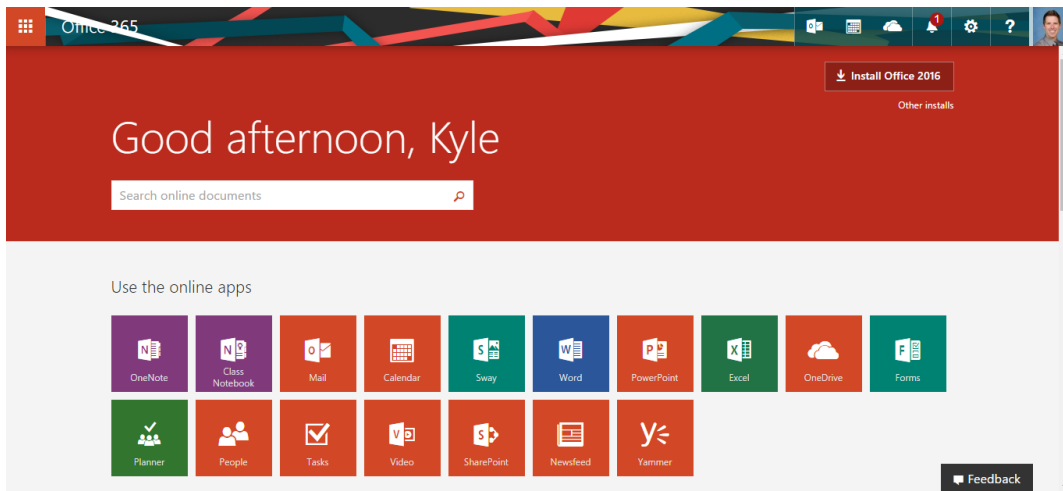 Office 365
1
?
Install Office 2016
Other installs
Good afternoon, Kyle
Search online documents
Use the online apps
N
OneNote
N
Class
Notebook
o
Mail
Calendar
S
Sway
W
Word
P
PowerPoint
X
Excel
OneDrive
F
Forms
Planner
People
Tasks
V
Video
S
SharePoint
Newsfeed
y
Yammer
Feedback